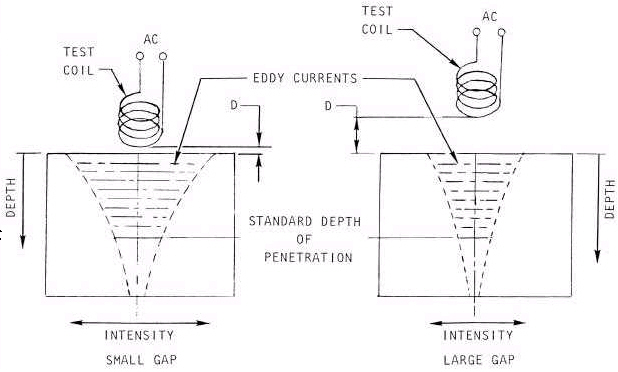 TEST
COIL
AC
EDDY CURRENTS
D
DEPTH
TEST
COIL
AC
D
DEPTH
STANDARD DEPTH
OF
PENETRATION
INTENSITY
SMALL GAP
INTENSITY
LARGE GAP